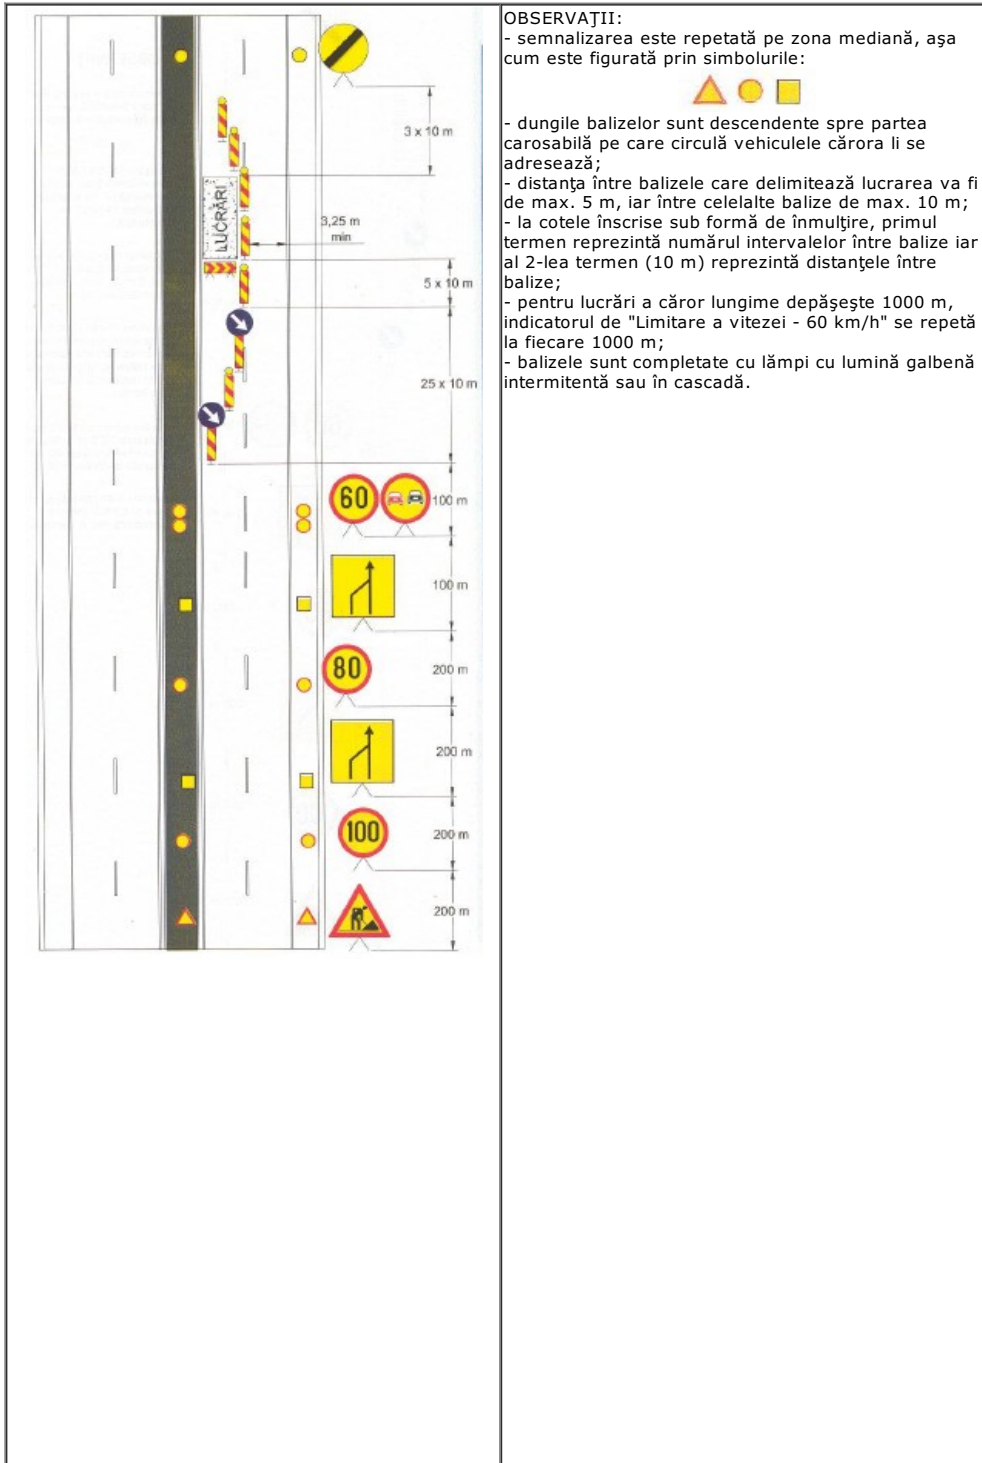 3 x 10 m
LUCRĂRI
3,25 m
min
5 x 10 m
25 x 10 m
60
100 m
100 m
80
200 m
200 m
100
200 m
200 m
OBSERVAŢII:
- semnalizarea este repetată pe zona mediană, aşa
cum este figurată prin simbolurile:
- dungile balizelor sunt descendente spre partea
carosabilă pe care circulă vehiculele cărora li se
adresează;
- distanţa între balizele care delimitează lucrarea va fi
de max. 5 m, iar între celelalte balize de max. 10 m;
- la cotele înscrise sub formă de înmulţire, primul
termen reprezintă numărul intervalelor între balize iar
al 2-lea termen (10 m) reprezintă distanţele între
balize;
- pentru lucrări a căror lungime depăşeşte 1000 m,
indicatorul de "Limitare a vitezei - 60 km/h" se repetă
la fiecare 1000 m;
- balizele sunt completate cu lămpi cu lumină galbenă
intermitentă sau în cascadă.